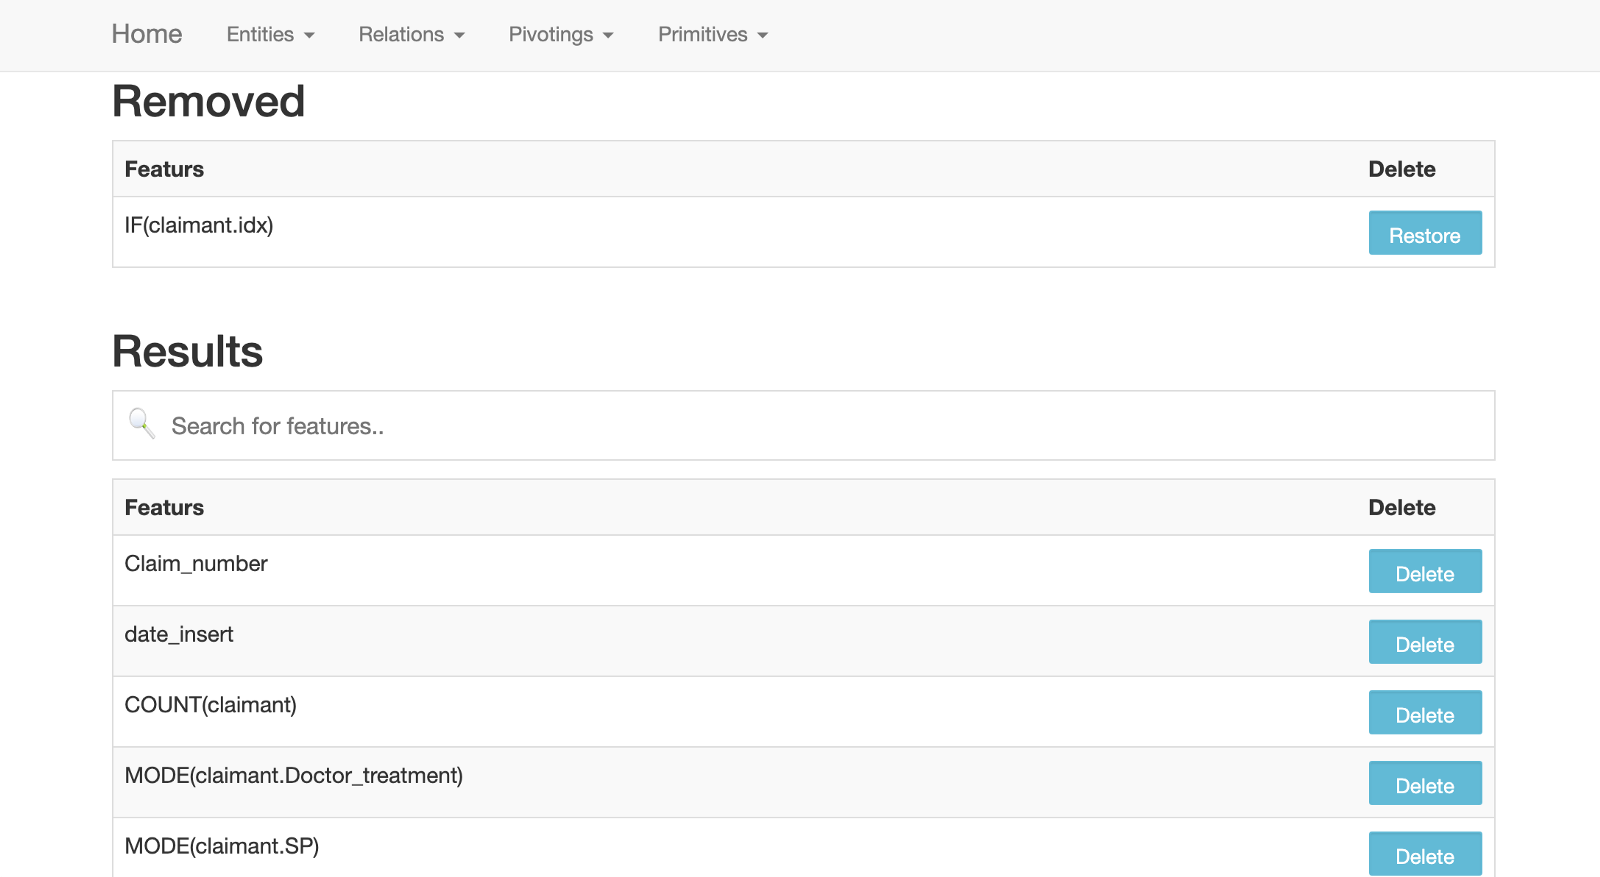 Home Entities Relations Pivotings Primitives
Removed
Featurs Delete
IF(claimant.idx) Restore
Results
Search for features..
Featurs Delete
Claim_number Delete
date_insert Delete
COUNT(claimant) Delete
MODE(claimant.Doctor_treatment) Delete
MODE(claimant.SP) Delete